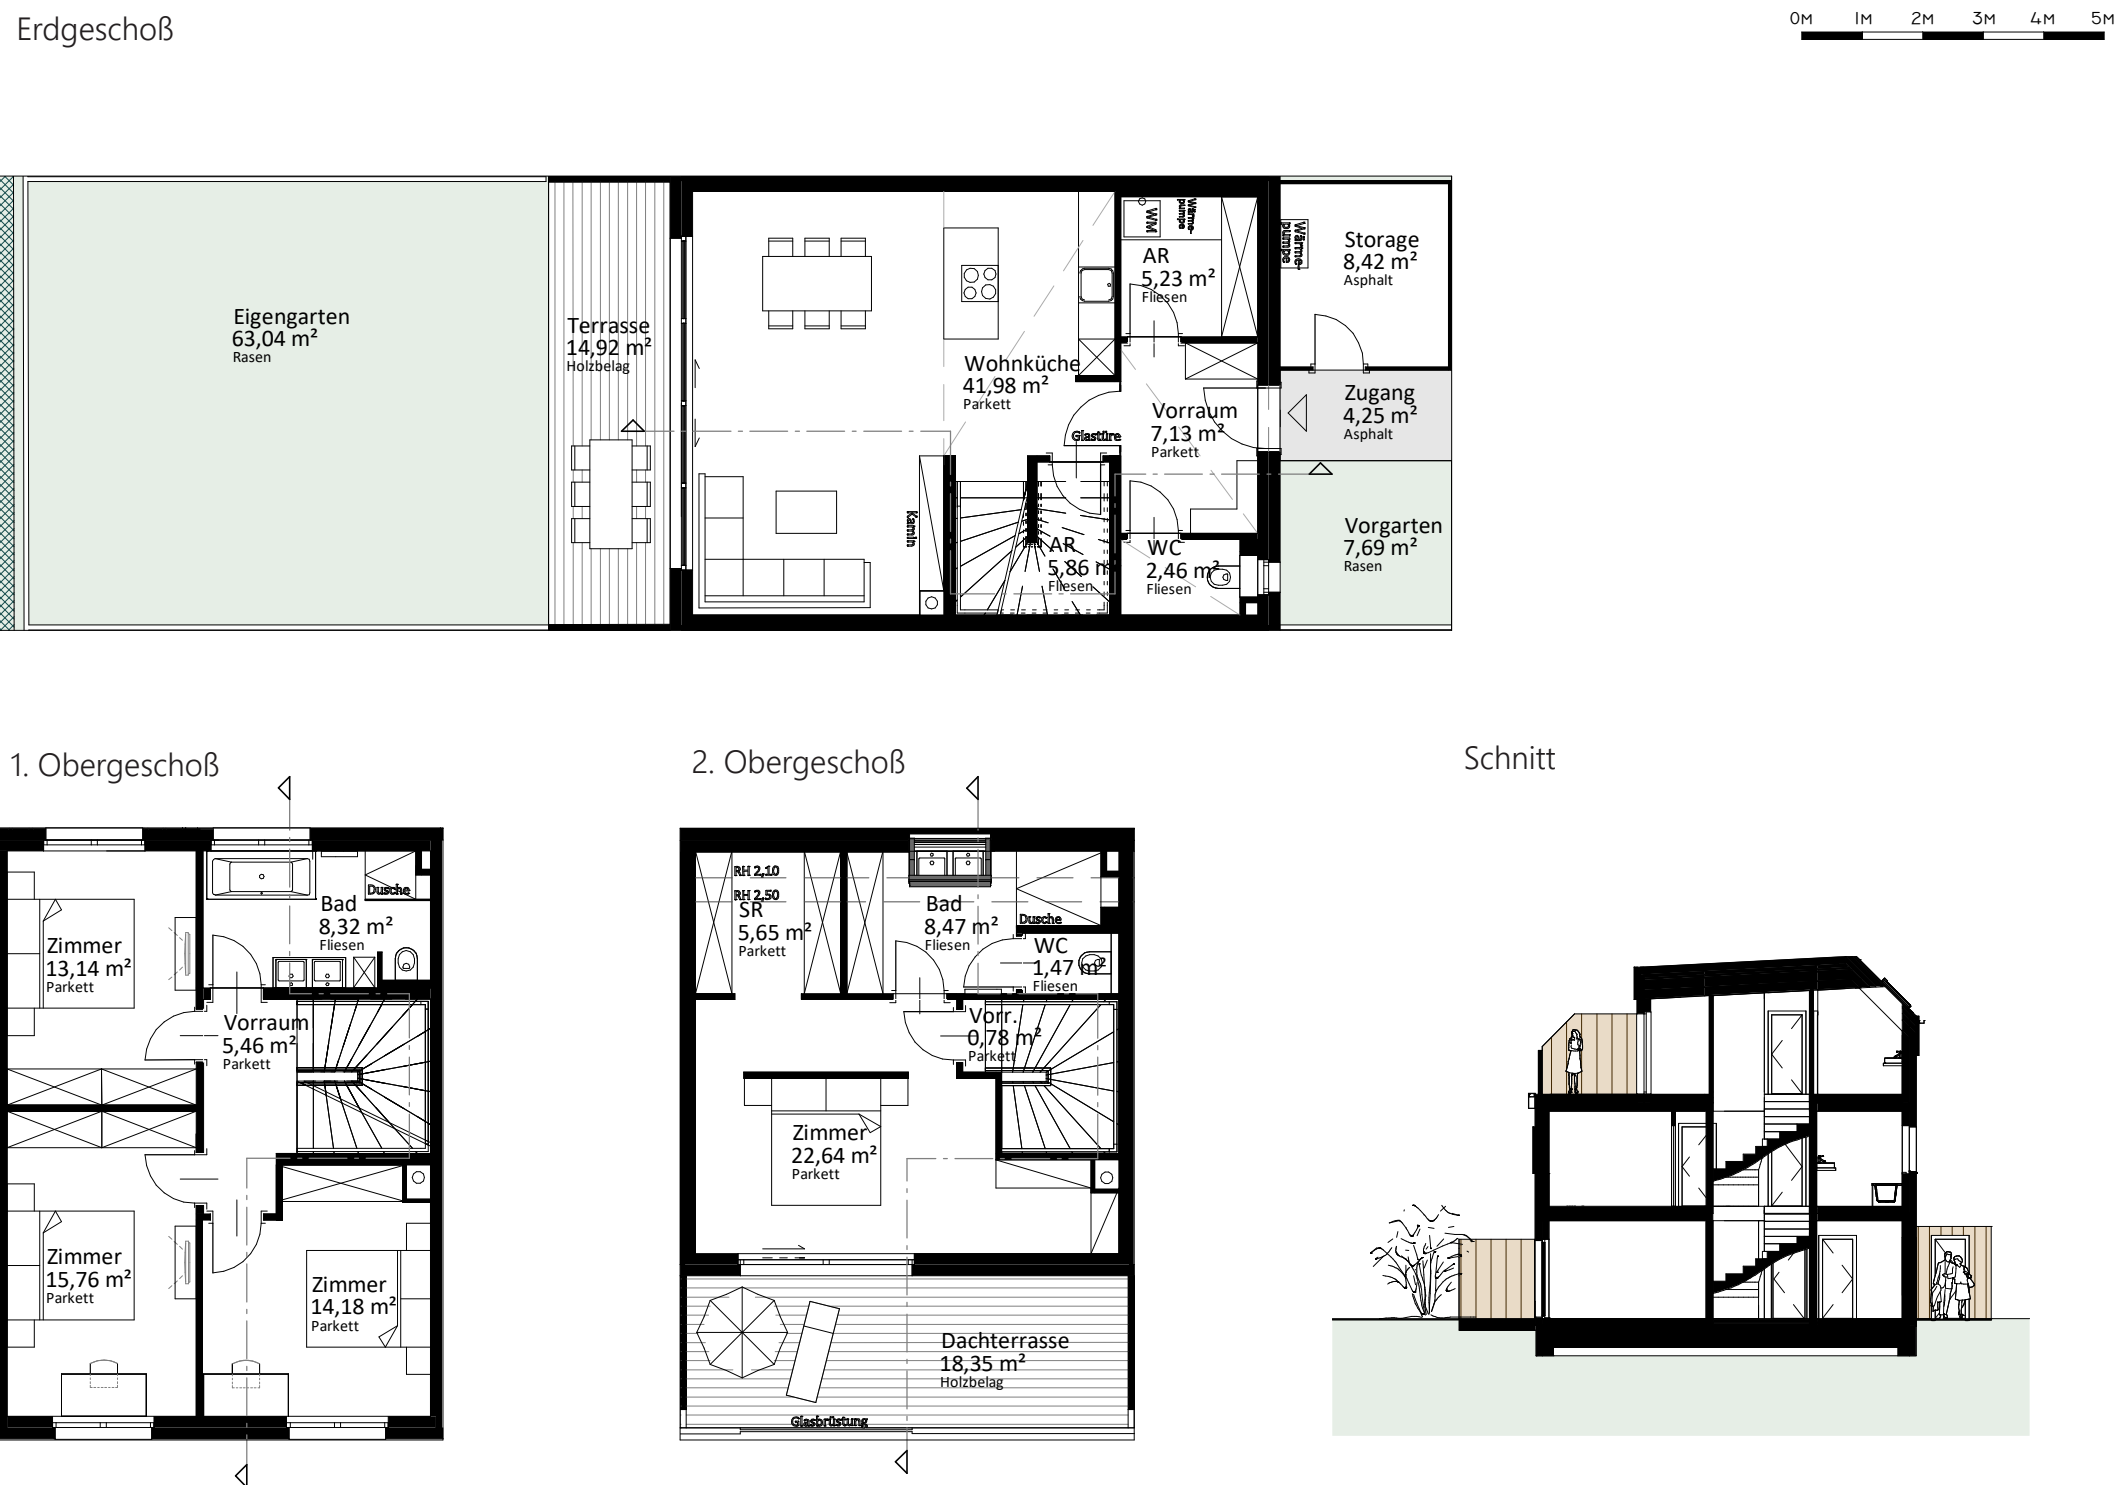 Erdgeschoß
0M 1M 2M 3M 4M 5M
Eigengarten
63,04 m²
Rasen
Terrasse
14,92 m²
Holzbelag
Wohnküche
41,98 m²
Parkett
Kamin
Glastüre
WM
Wärme-
pumpe
AR
5,23 m²
Fliesen
Vorraum
7,13 m²
Parkett
AR
5,86 m
Fliesen
WC
2,46 m²
Fliesen
Wärme-
pumpe
Storage
8,42 m²
Asphalt
Zugang
4,25 m²
Asphalt
Vorgarten
7,69 m²
Rasen
1. Obergeschoß
Zimmer
13,14 m²
Parkett
Dusche
Bad
8,32 m²
Fliesen
Vorraum
5,46 m²
Parkett
Zimmer
15,76 m²
Parkett
Zimmer
14,18 m²
Parkett
2. Obergeschoß
RH 2,10
RH 2,50
SR
5,65 m²
Parkett
Bad
8,47 m²
Fliesen
Dusche
WC
1,47 m²
Fliesen
Vorr.
0,78 m²
Parkett
Zimmer
22,64 m²
Parkett
Dachterrasse
18,35 m²
Holzbelag
Glasbrüstung
Schnitt